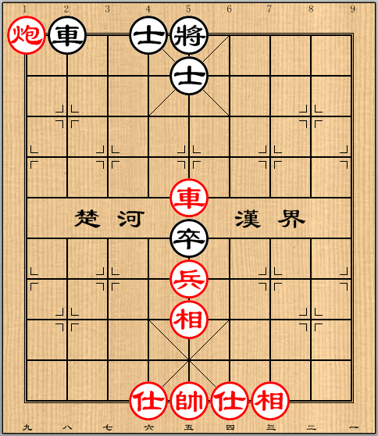 1 2 3 4 5 6 7 8 9
炮 車 士 將
士
車
楚河 漢界
卒
兵
相
仕 帥 仕 相
九 八 七 六 五 四 三 二 一